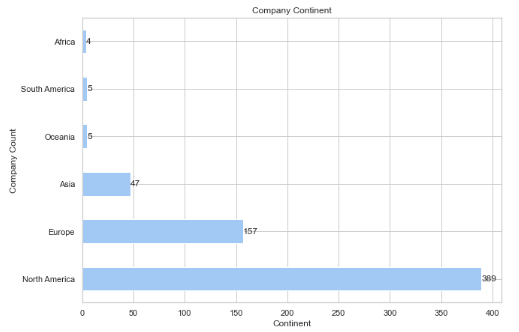 Company Continent
Africa
4
South America
5
Oceania
5
Asia
47
Europe
157
North America
389
0 50 100 150 200 250 300 350 400
Continent
Company Count